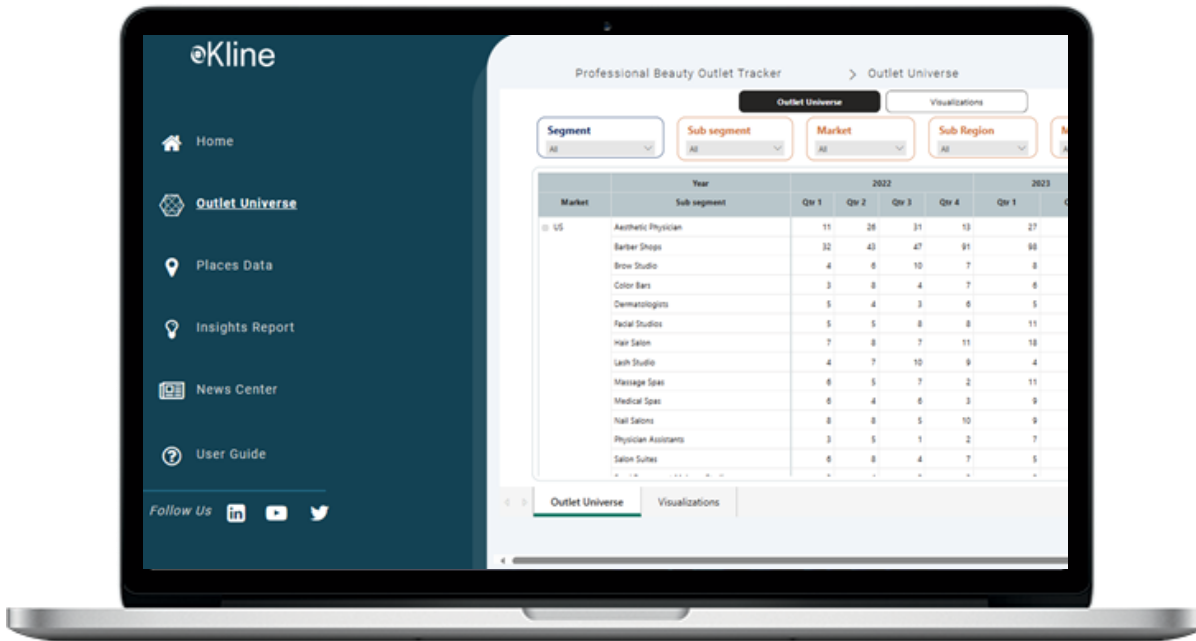 Kline
Home
Outlet Universe
Places Data
Insights Report
News Center
User Guide
Follow Us in
Professional Beauty Outlet Tracker > Outlet Universe
Outlet Universe Visualizations
Segment Sub segment Market Sub Region
All All All All
Year 2022 2023
Market Sub segment Qtr 1 Qtr 2 Qtr 3 Qtr 4 Qtr 1
US Aesthetic Physician 11 26 31 13 27
Barber Shops 32 43 47 91 98
Brow Studio 4 6 10 7 8
Color Bars 3 8 4 7 6
Dermatologists 5 4 3 6 5
Facial Studios 5 5 8 8 11
Hair Salon 7 8 7 11 18
Lash Studio 4 7 10 9 4
Massage Spas 6 5 7 2 11
Medical Spas 6 4 6 3 9
Nail Salons 8 8 5 10 9
Physician Assistants 3 5 1 2 7
Salon Suites 6 8 4 7 5
Outlet Universe Visualizations